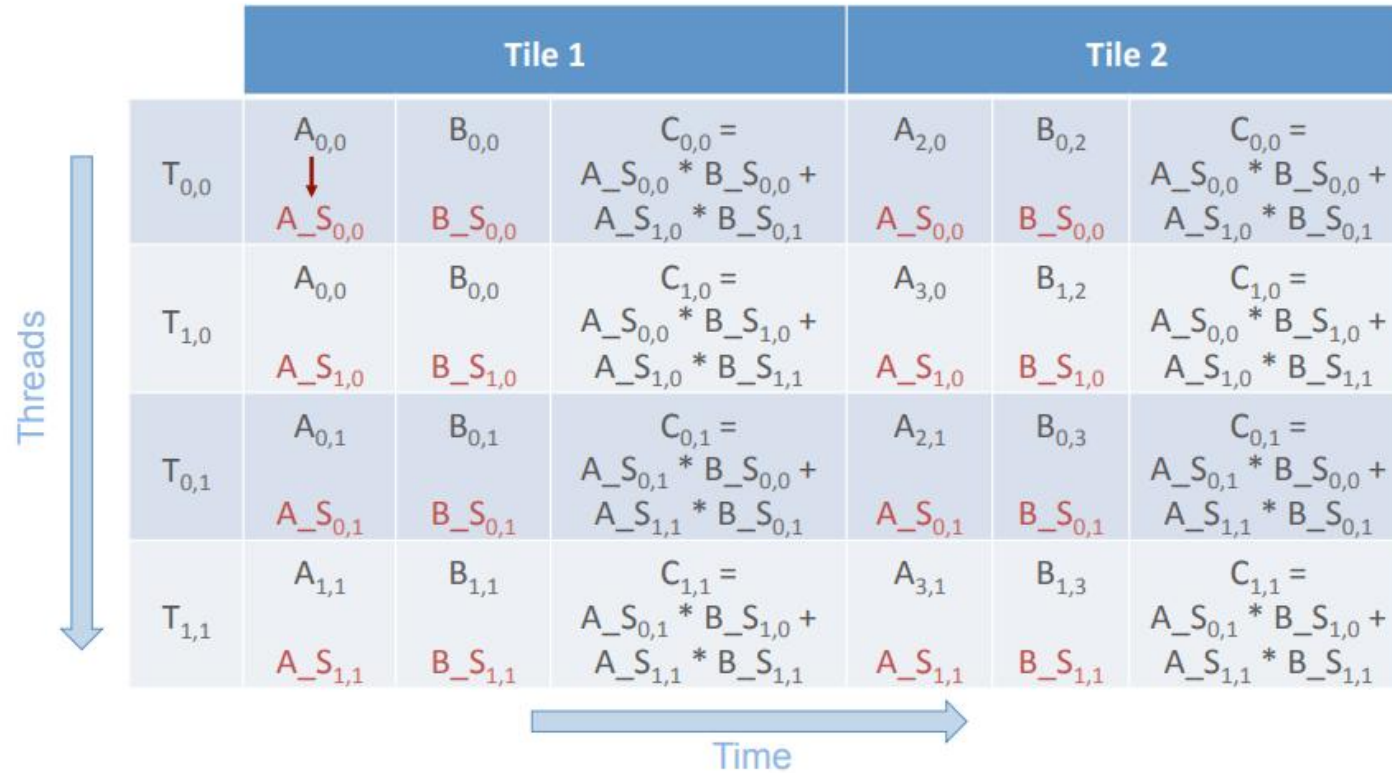 Tile 1 Tile 2
T0,0 A0,0 B0,0 C0,0 = A2,0 B0,2 C0,0 =
A_S0,0 * B_S0,0 + A_S0,0 * B_S0,0 +
A_S0,0 B_S0,0 A_S1,0 * B_S0,1 A_S0,0 B_S0,0 A_S1,0 * B_S0,1
T1,0 A0,0 B0,0 C1,0 = A3,0 B1,2 C1,0 =
A_S0,0 * B_S1,0 + A_S0,0 * B_S1,0 +
A_S1,0 B_S1,0 A_S1,0 * B_S1,1 A_S1,0 B_S1,0 A_S1,0 * B_S1,1
T0,1 A0,1 B0,1 C0,1 = A2,1 B0,3 C0,1 =
A_S0,1 * B_S0,0 + A_S0,1 * B_S0,0 +
A_S0,1 B_S0,1 A_S1,1 * B_S0,1 A_S0,1 B_S0,1 A_S1,1 * B_S0,1
T1,1 A1,1 B1,1 C1,1 = A3,1 B1,3 C1,1 =
A_S0,1 * B_S1,0 + A_S0,1 * B_S1,0 +
A_S1,1 B_S1,1 A_S1,1 * B_S1,1 A_S1,1 B_S1,1 A_S1,1 * B_S1,1
Threads
Time